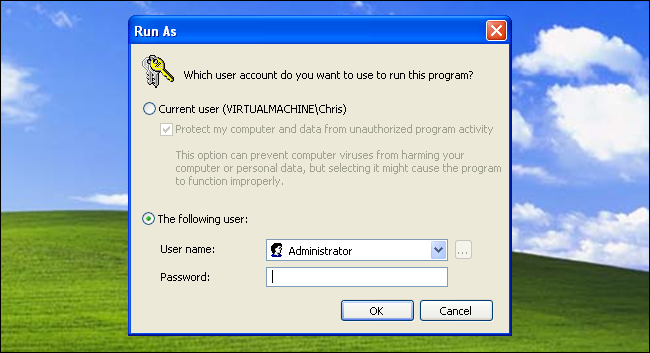 Run As
Which user account do you want to use to run this program?
Current user (VIRTUALMACHINE\Chris)
Protect my computer and data from unauthorized program activity
This option can prevent computer viruses from harming your
computer or personal data, but selecting it might cause the program
to function improperly.
The following user:
User name:
Administrator
...
Password:
OK
Cancel